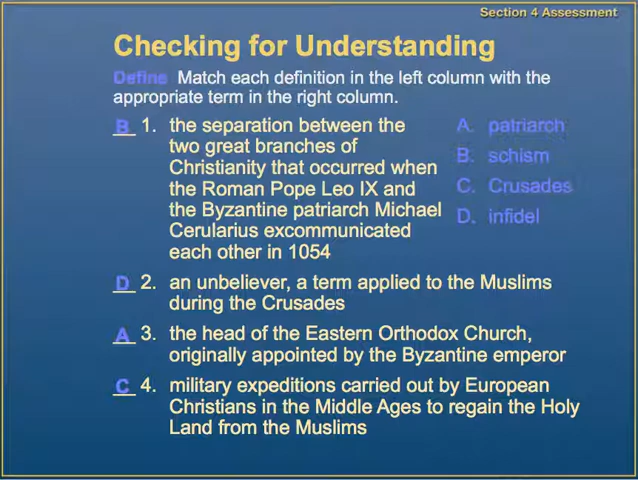 Section 4 Assessment
Checking for Understanding
Define Match each definition in the left column with the
appropriate term in the right column.
B 1. the separation between the
two great branches of
Christianity that occurred when
the Roman Pope Leo IX and
the Byzantine patriarch Michael
Cerularius excommunicated
each other in 1054
A. patriarch
B. schism
C. Crusades
D. infidel
D 2. an unbeliever, a term applied to the Muslims
during the Crusades
A 3. the head of the Eastern Orthodox Church,
originally appointed by the Byzantine emperor
C 4. military expeditions carried out by European
Christians in the Middle Ages to regain the Holy
Land from the Muslims